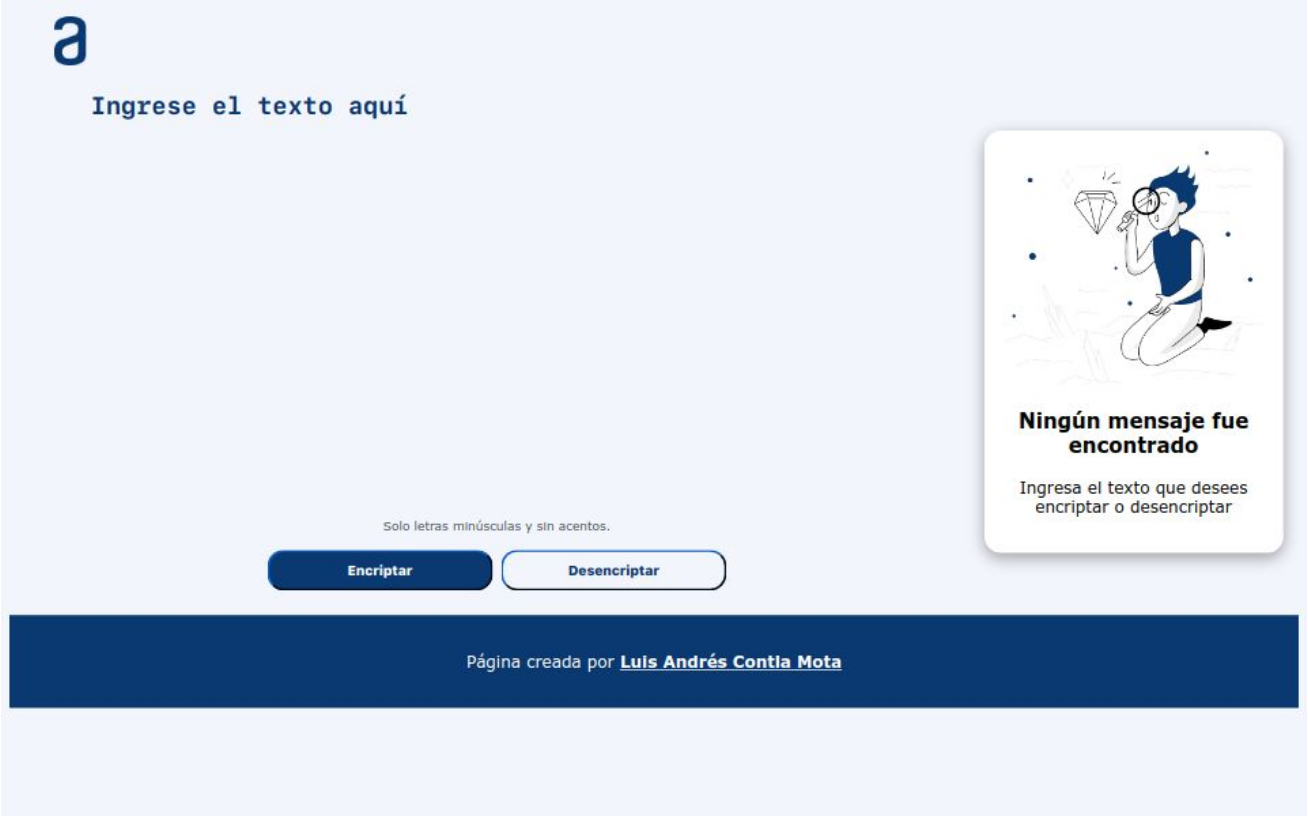 a
Ingrese el texto aquí
Ningún mensaje fue
encontrado
Ingresa el texto que desees
encriptar o desencriptar
Solo letras minúsculas y sin acentos.
Encriptar
Desencriptar
Página creada por Luis Andrés Contla Mota